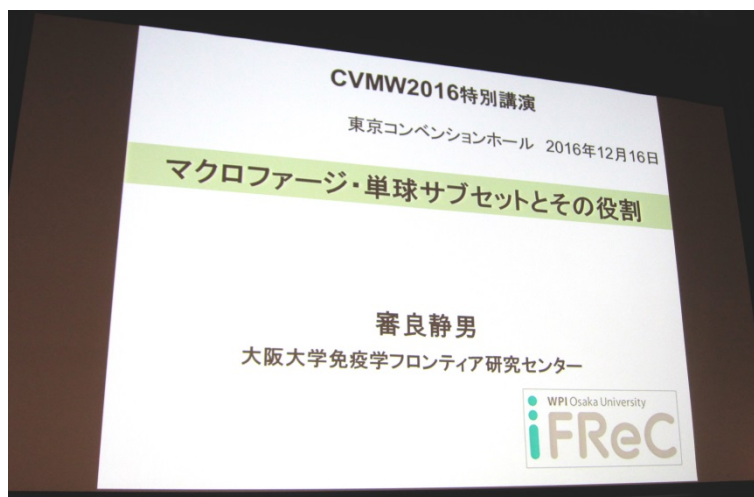 CVMW2016特別講演
東京コンベンションホール 2016年12月16日
マクロファージ・単球サブセットとその役割
審良静男
大阪大学免疫学フロンティア研究センター
WPI Osaka University
iFReC